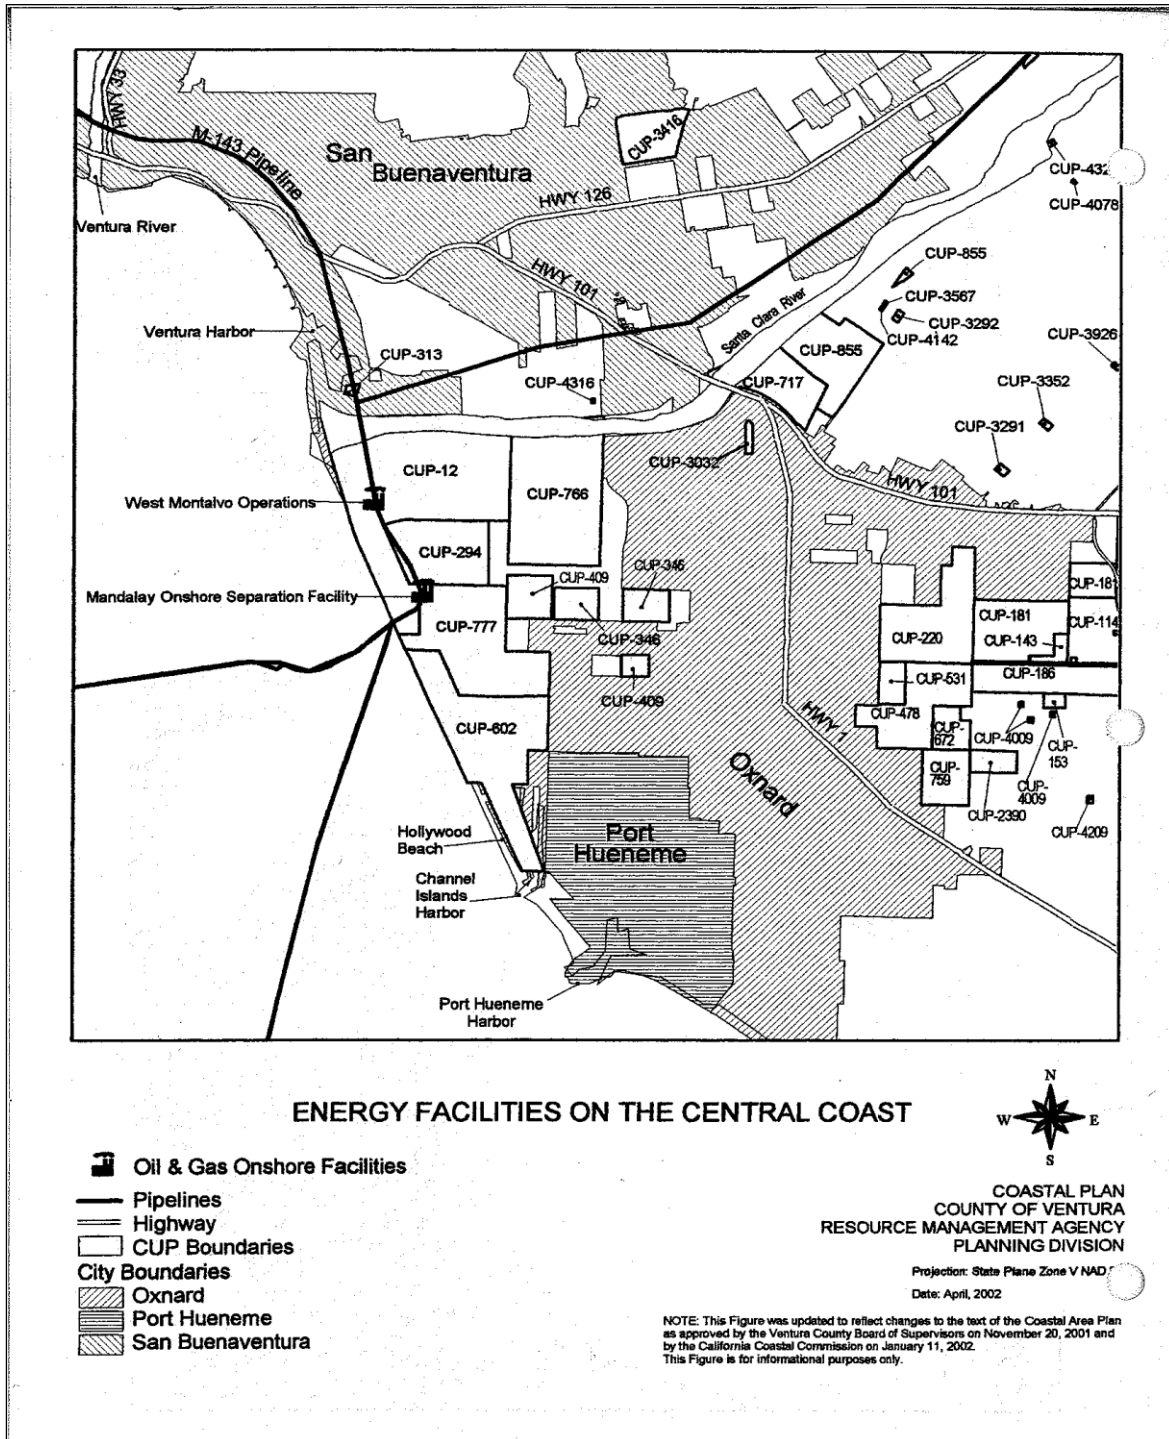 HWY 33
M-143 Pipeline
San
Buenaventura
CUP-3416
HWY 126
CUP-432
CUP-4078
Ventura River
HWY 101
CUP-855
CUP-3567
CUP-3292
CUP-4142
Santa Clara River
Ventura Harbor
CUP-313
CUP-855
CUP-3926
CUP-4316
CUP-717
CUP-3352
CUP-3291
CUP-3032
CUP-12
CUP-766
HWY 101
West Montalvo Operations
CUP-294
CUP-409
CUP-346
CUP-181
Mandalay Onshore Separation Facility
CUP-777
CUP-346
CUP-181
CUP-114
CUP-220
CUP-143
CUP-409
CUP-531
CUP-186
CUP-602
HWY 1
CUP-478
CUP-672
CUP-4009
CUP-153
Oxnard
CUP-759
CUP-4009
CUP-2390
CUP-4209
Hollywood
Beach
Port
Hueneme
Channel
Islands
Harbor
Port Hueneme
Harbor
ENERGY FACILITIES ON THE CENTRAL COAST
N
W
E
S
Oil & Gas Onshore Facilities
Pipelines
Highway
CUP Boundaries
City Boundaries
Oxnard
Port Hueneme
San Buenaventura
COASTAL PLAN
COUNTY OF VENTURA
RESOURCE MANAGEMENT AGENCY
PLANNING DIVISION
Projection: State Plane Zone V NAD
Date: April, 2002
NOTE: This Figure was updated to reflect changes to the text of the Coastal Area Plan
as approved by the Ventura County Board of Supervisors on November 20, 2001 and
by the California Coastal Commission on January 11, 2002.
This Figure is for informational purposes only.